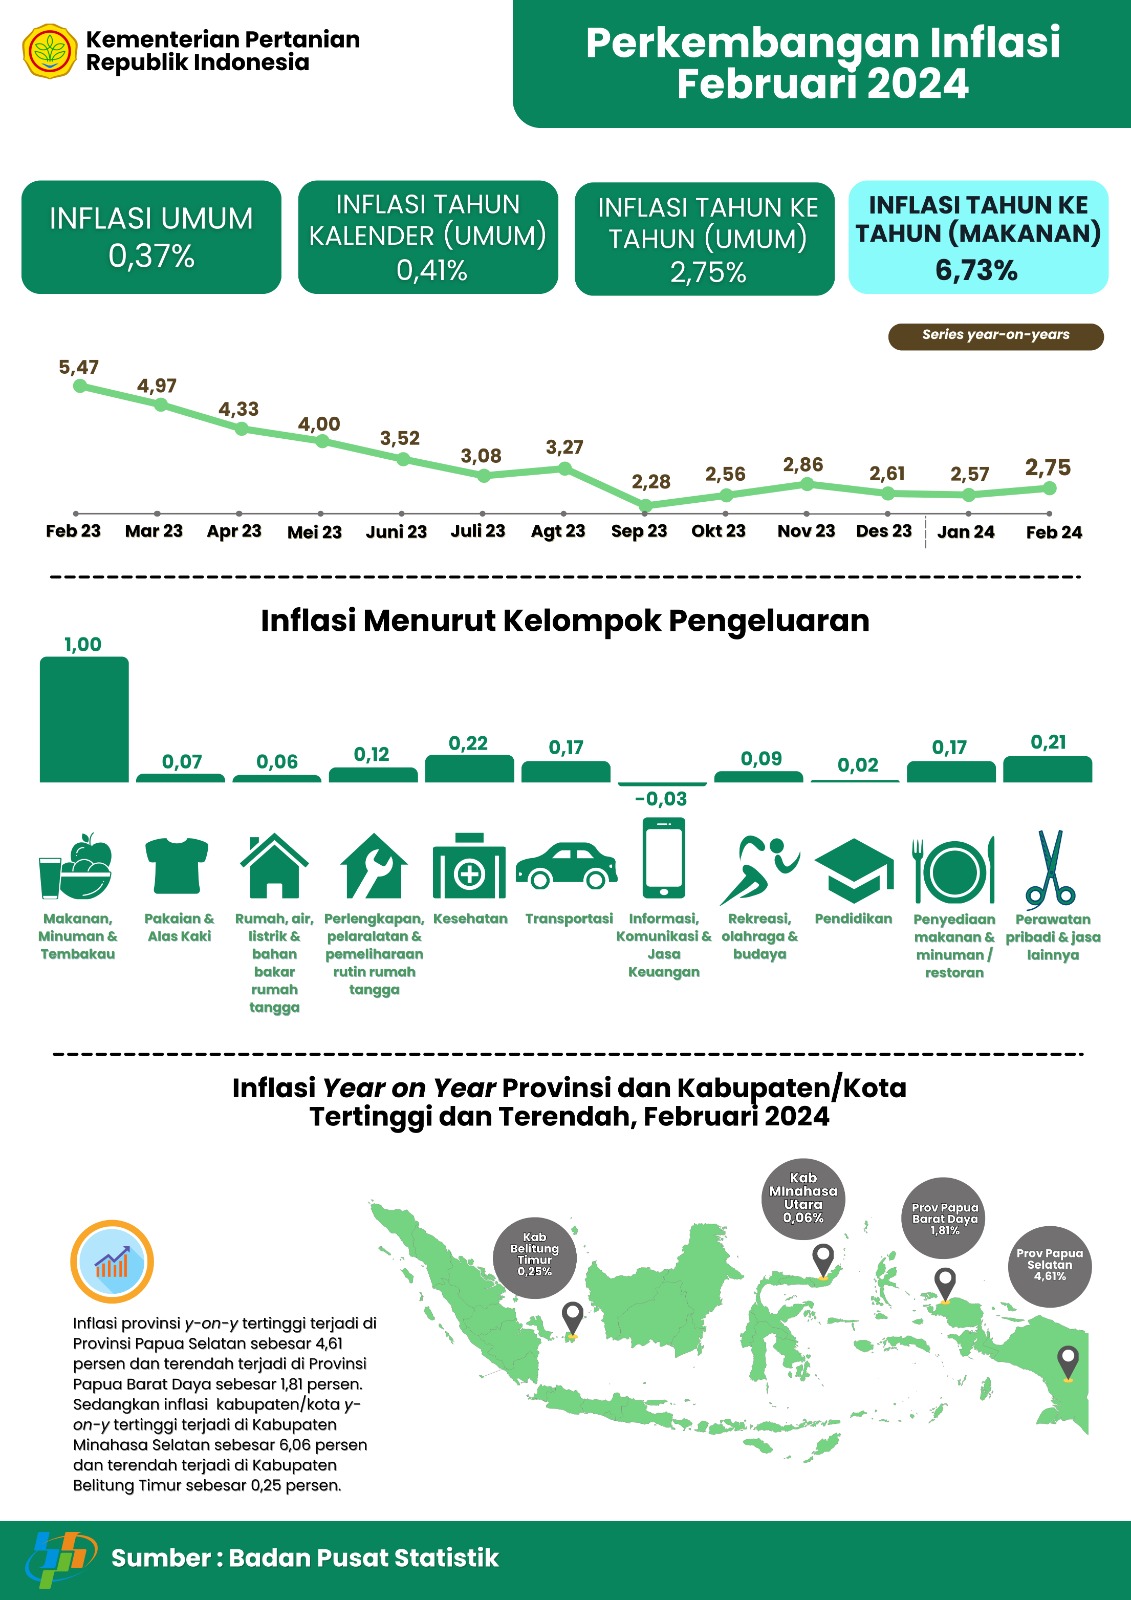 Kementerian Pertanian
Republik Indonesia
Perkembangan Inflasi
Februari 2024
INFLASI UMUM
0,37%
INFLASI TAHUN
KALENDER (UMUM)
0,41%
INFLASI TAHUN KE
TAHUN (UMUM)
2,75%
INFLASI TAHUN KE
TAHUN (MAKANAN)
6,73%
Series year-on-years
5,47
4,97
4,33
4,00
3,52
3,08
3,27
2,28
2,56
2,86
2,61
2,57
2,75
Feb 23
Mar 23
Apr 23
Mei 23
Juni 23
Juli 23
Agt 23
Sep 23
Okt 23
Nov 23
Des 23
Jan 24
Feb 24
Inflasi Menurut Kelompok Pengeluaran
1,00
0,07
0,06
0,12
0,22
0,17
-0,03
0,09
0,02
0,17
0,21
Makanan,
Minuman &
Tembakau
Pakaian &
Alas Kaki
Rumah, air,
listrik &
bahan
bakar
rumah
tangga
Perlengkapan,
pelaralatan &
pemeliharaan
rutin rumah
tangga
Kesehatan
Transportasi
Informasi,
Komunikasi &
Jasa
Keuangan
Rekreasi,
olahraga &
budaya
Pendidikan
Penyediaan
makanan &
minuman /
restoran
Perawatan
pribadi & jasa
lainnya
Inflasi Year on Year Provinsi dan Kabupaten/Kota
Tertinggi dan Terendah, Februari 2024
Kab
Belitung
Timur
0,25%
Kab
MInahasa
Utara
0,06%
Prov Papua
Barat Daya
1,81%
Prov Papua
Selatan
4,61%
Inflasi provinsi y-on-y tertinggi terjadi di
Provinsi Papua Selatan sebesar 4,61
persen dan terendah terjadi di Provinsi
Papua Barat Daya sebesar 1,81 persen.
Sedangkan inflasi kabupaten/kota y-
on-y tertinggi terjadi di Kabupaten
Minahasa Selatan sebesar 6,06 persen
dan terendah terjadi di Kabupaten
Belitung Timur sebesar 0,25 persen.
Sumber : Badan Pusat Statistik